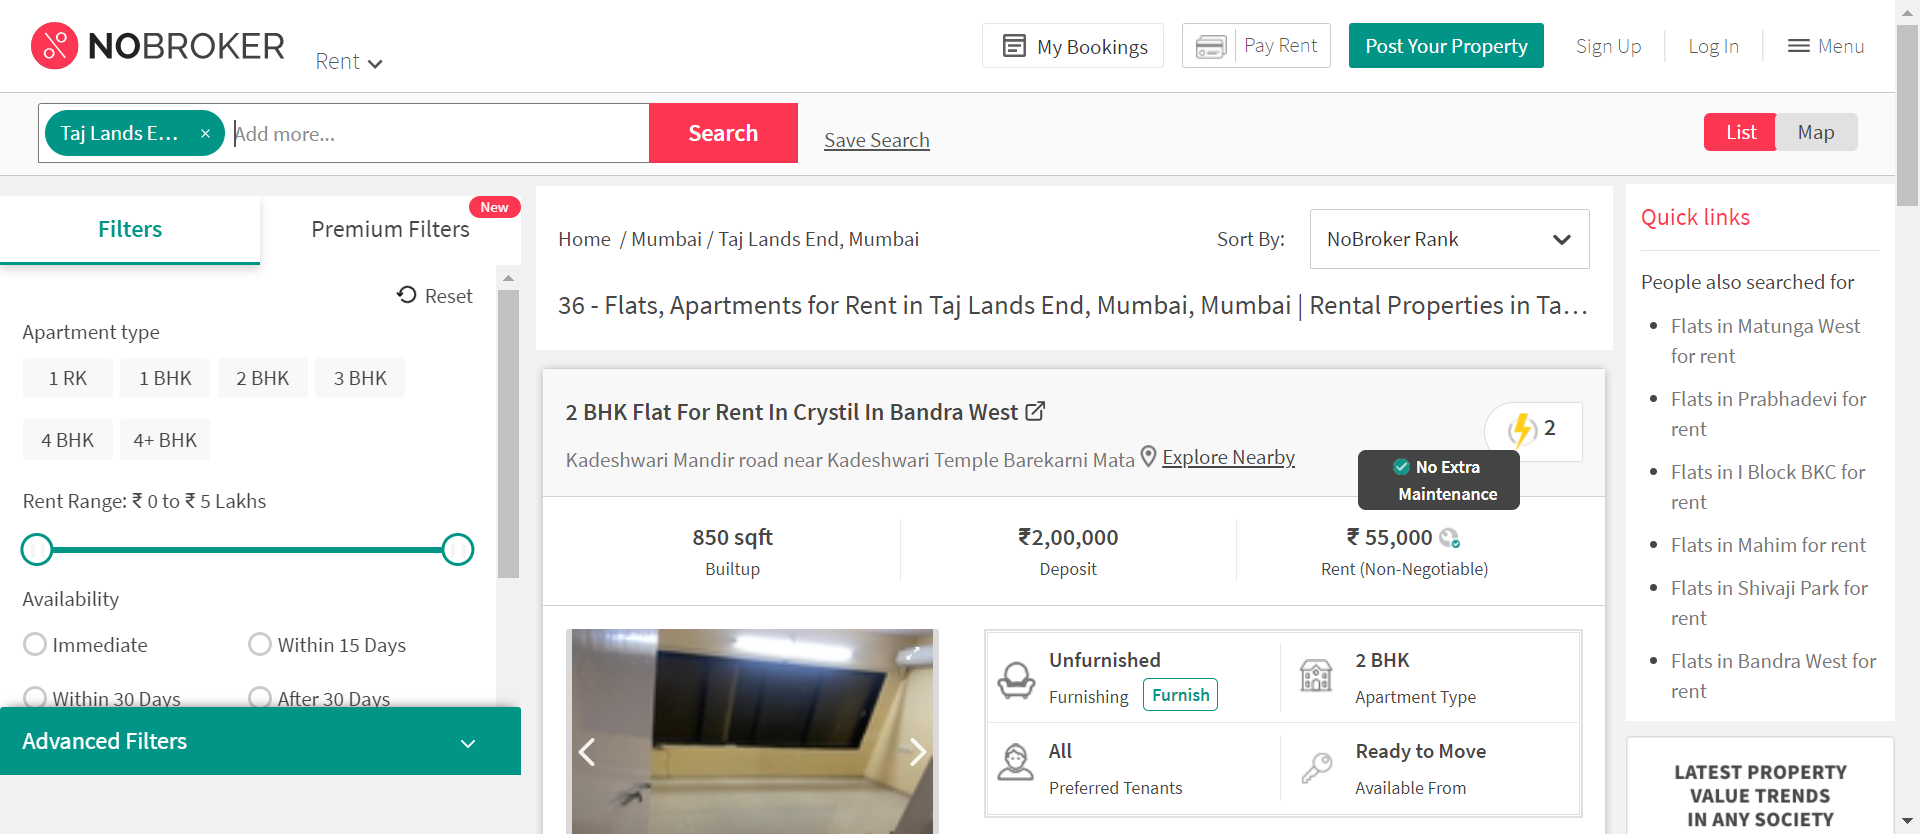 NOBROKER
Rent
My Bookings
Pay Rent
Post Your Property
Sign Up
Log In
Menu
Taj Lands E... ×
Add more...
Search
Save Search
List
Map
Filters
Premium Filters
New
Reset
Apartment type
1 RK
1 BHK
2 BHK
3 BHK
4 BHK
4+ BHK
Rent Range: ₹ 0 to ₹ 5 Lakhs
Availability
Immediate
Within 15 Days
Within 30 Days
After 30 Days
Advanced Filters
Home / Mumbai / Taj Lands End, Mumbai
Sort By:
NoBroker Rank
36 - Flats, Apartments for Rent in Taj Lands End, Mumbai, Mumbai | Rental Properties in Ta...
2 BHK Flat For Rent In Crystil In Bandra West
Kadeshwari Mandir road near Kadeshwari Temple Barekarni Mata
Explore Nearby
2
No Extra
Maintenance
850 sqft
Builtup
₹2,00,000
Deposit
₹ 55,000
Rent (Non-Negotiable)
Unfurnished
Furnishing
Furnish
2 BHK
Apartment Type
All
Preferred Tenants
Ready to Move
Available From
Quick links
People also searched for
Flats in Matunga West
for rent
Flats in Prabhadevi for
rent
Flats in I Block BKC for
rent
Flats in Mahim for rent
Flats in Shivaji Park for
rent
Flats in Bandra West for
rent
LATEST PROPERTY
VALUE TRENDS
IN ANY SOCIETY